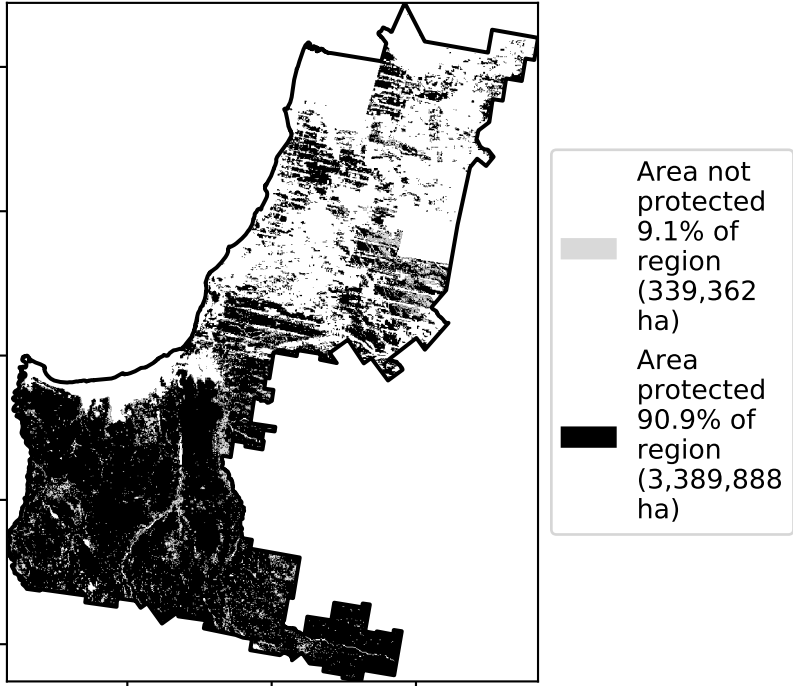 Area not
protected
9.1% of
region
(339,362
ha)
Area
protected
90.9% of
region
(3,389,888
ha)